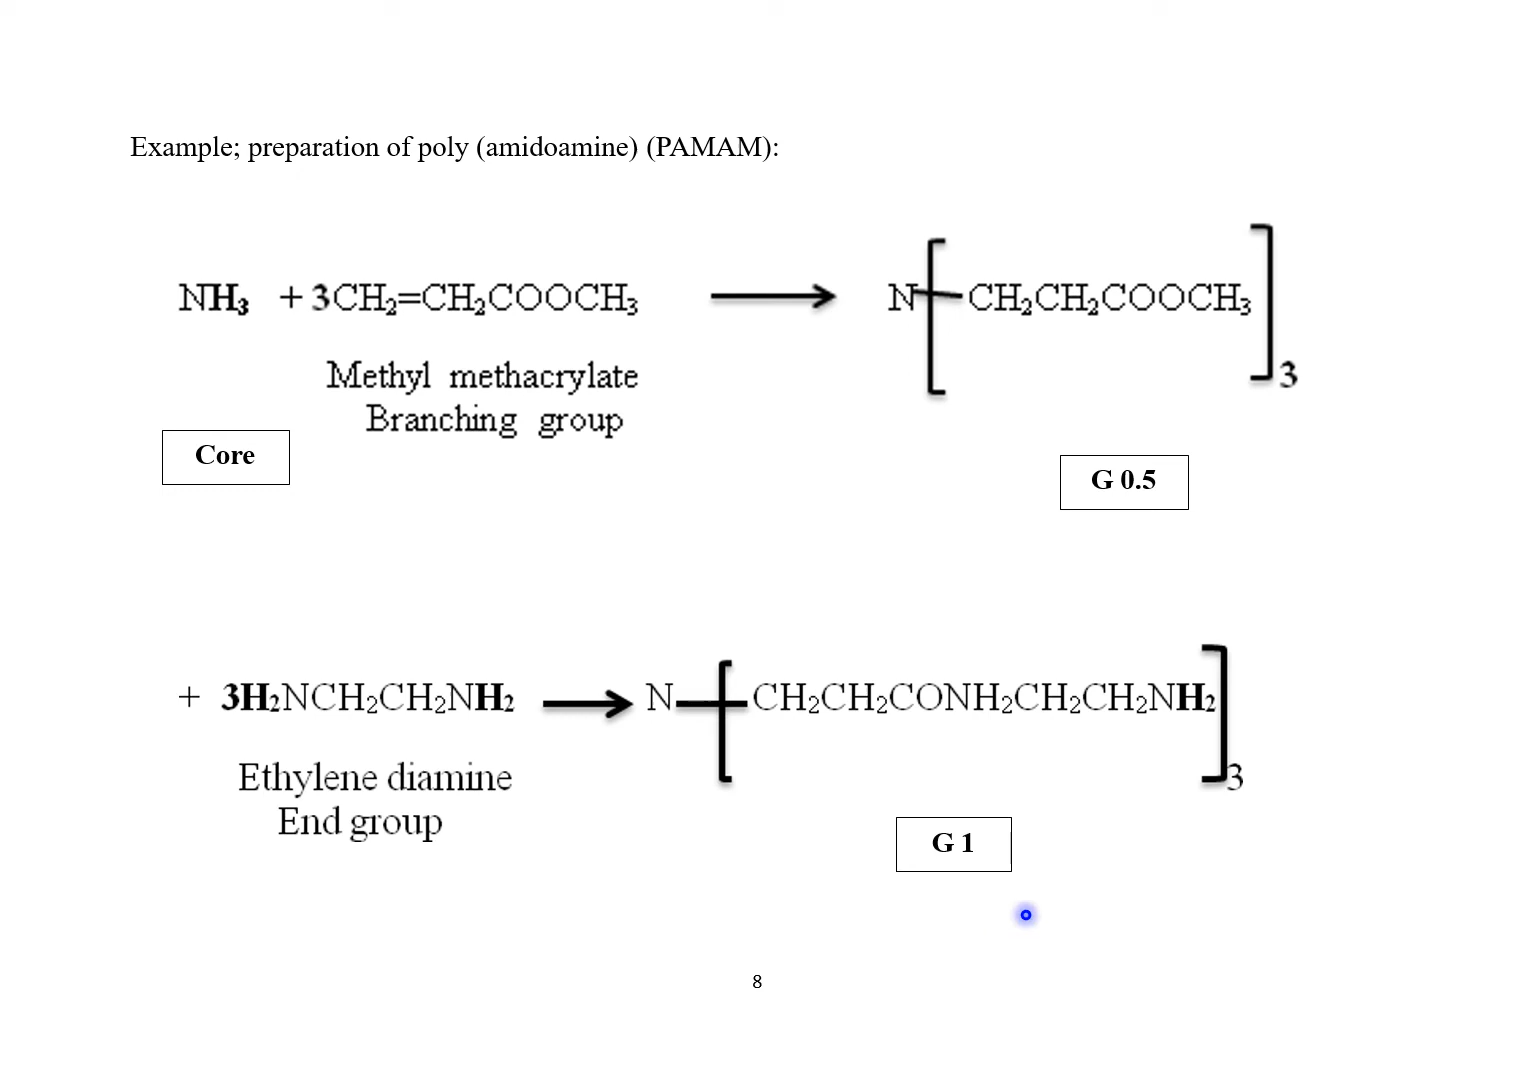 Example; preparation of poly (amidoamine) (PAMAM):
NH₃ + 3CH₂=CH₂COOCH₃ ⟶ N—[CH₂CH₂COOCH₃]₃
Methyl methacrylate
Branching group
Core
G 0.5
+ 3H₂NCH₂CH₂NH₂ ⟶ N—[CH₂CH₂CONH₂CH₂CH₂NH₂]₃
Ethylene diamine
End group
G 1
8